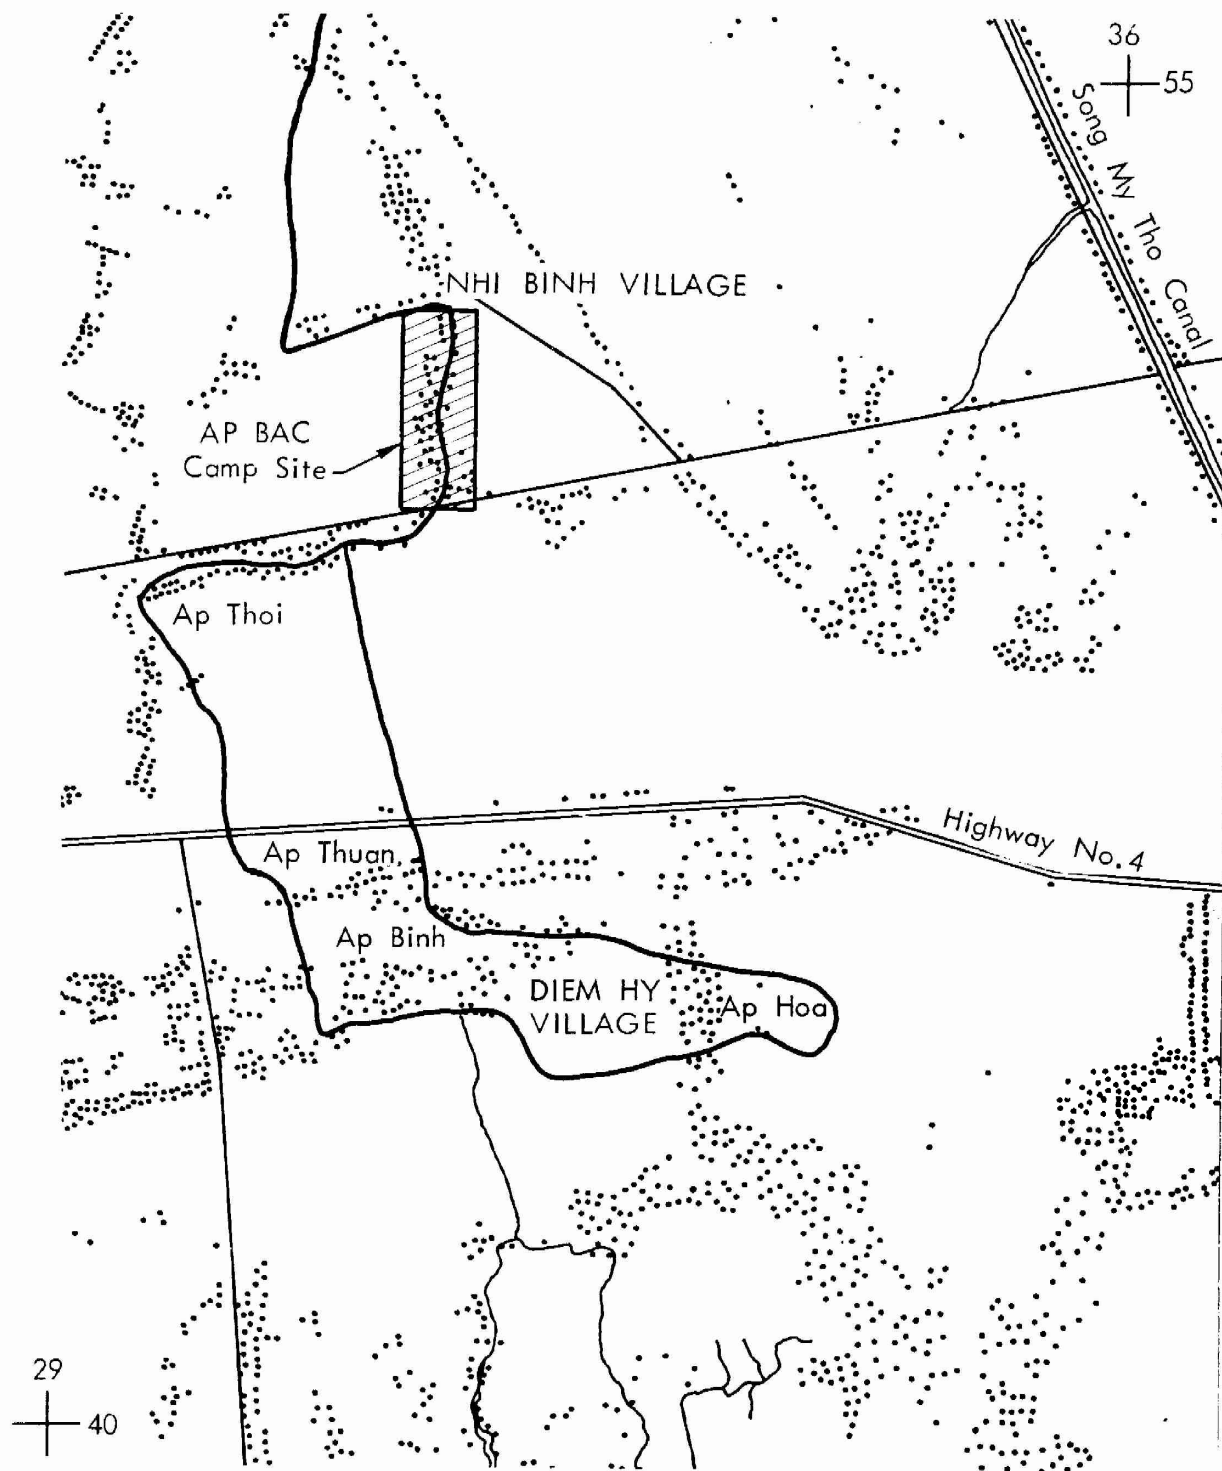 36
55
Song My Tho Canal
NHI BINH VILLAGE
AP BAC
Camp Site
Ap Thoi
Highway No. 4
Ap Thuan
Ap Binh
DIEM HY
VILLAGE
Ap Hoa
29
40